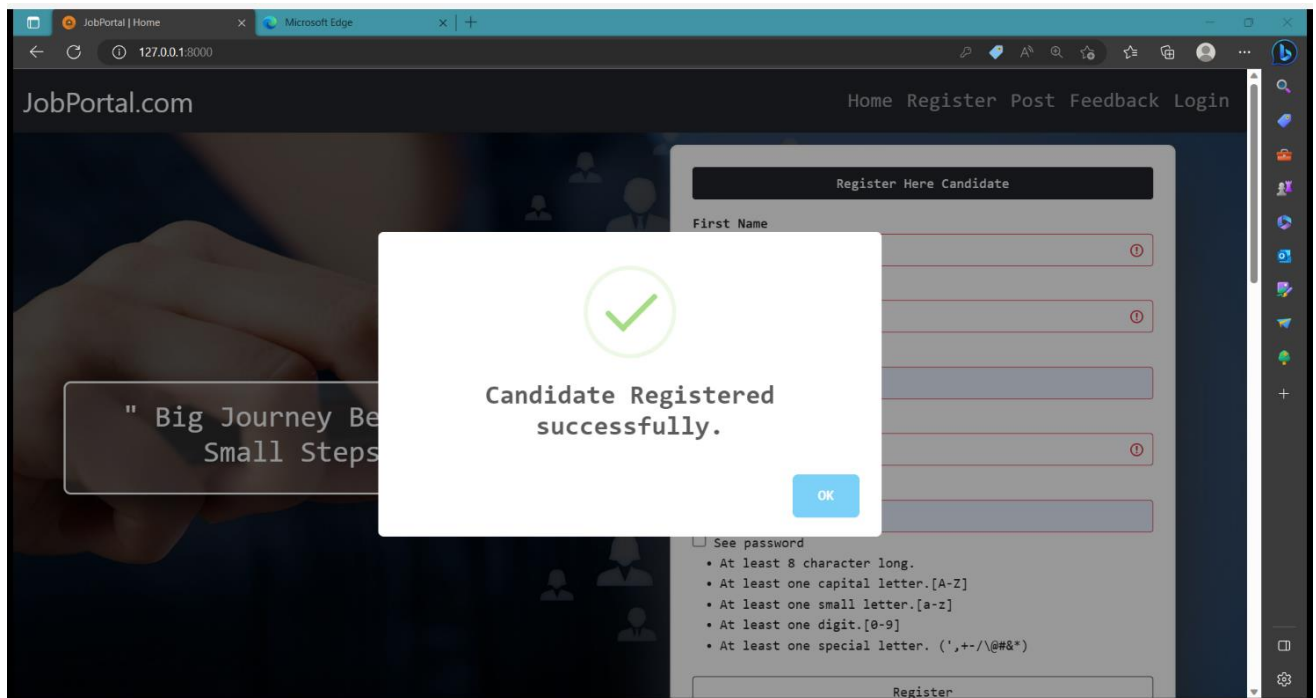 JobPortal | Home
Microsoft Edge
127.0.0.1:8000
JobPortal.com
Home Register Post Feedback Login
Register Here Candidate
First Name
" Big Journey Be
Small Steps
Candidate Registered
successfully.
OK
See password
• At least 8 character long.
• At least one capital letter.[A-Z]
• At least one small letter.[a-z]
• At least one digit.[0-9]
• At least one special letter. (',+-/\@#&*)
Register